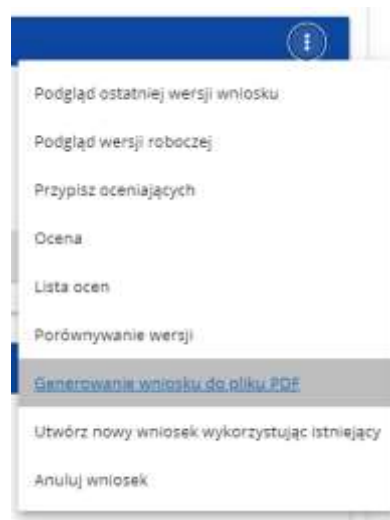 Podgląd ostatniej wersji wniosku
Podgląd wersji roboczej
Przypisz oceniających
Ocena
Lista ocen
Porównywanie wersji
Generowanie wniosku do pliku PDF
Utwórz nowy wniosek wykorzystując istniejący
Anuluj wniosek